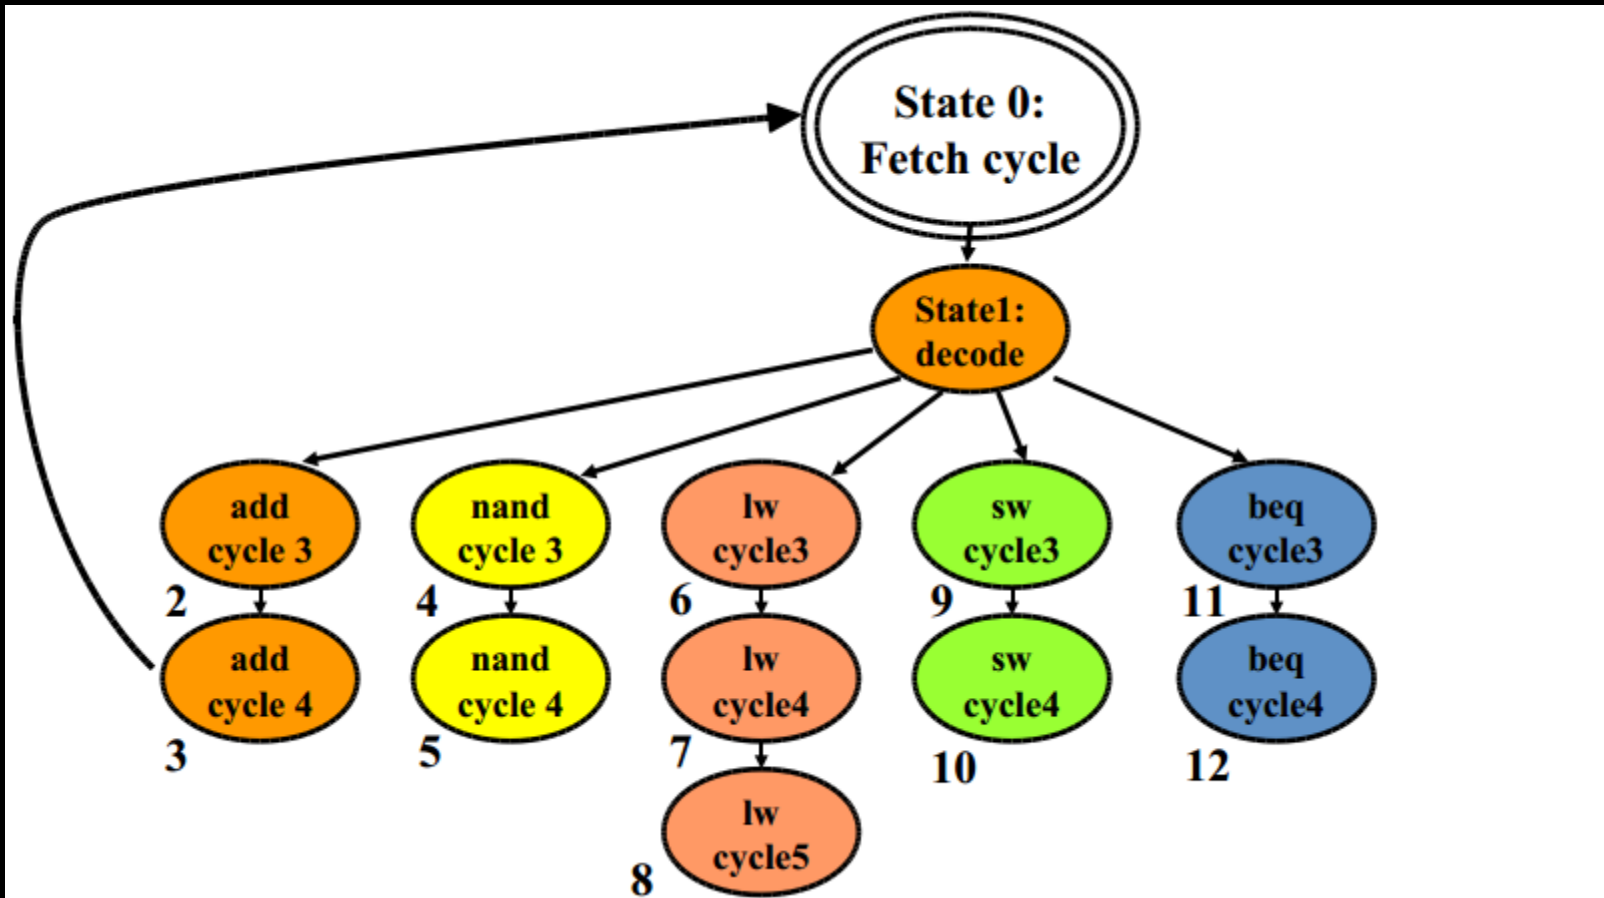 State 0:
Fetch cycle
State1:
decode
add
cycle 3
nand
cycle 3
lw
cycle3
sw
cycle3
beq
cycle3
2
4
6
9
11
add
cycle 4
nand
cycle 4
lw
cycle4
sw
cycle4
beq
cycle4
3
5
7
10
12
lw
cycle5
8